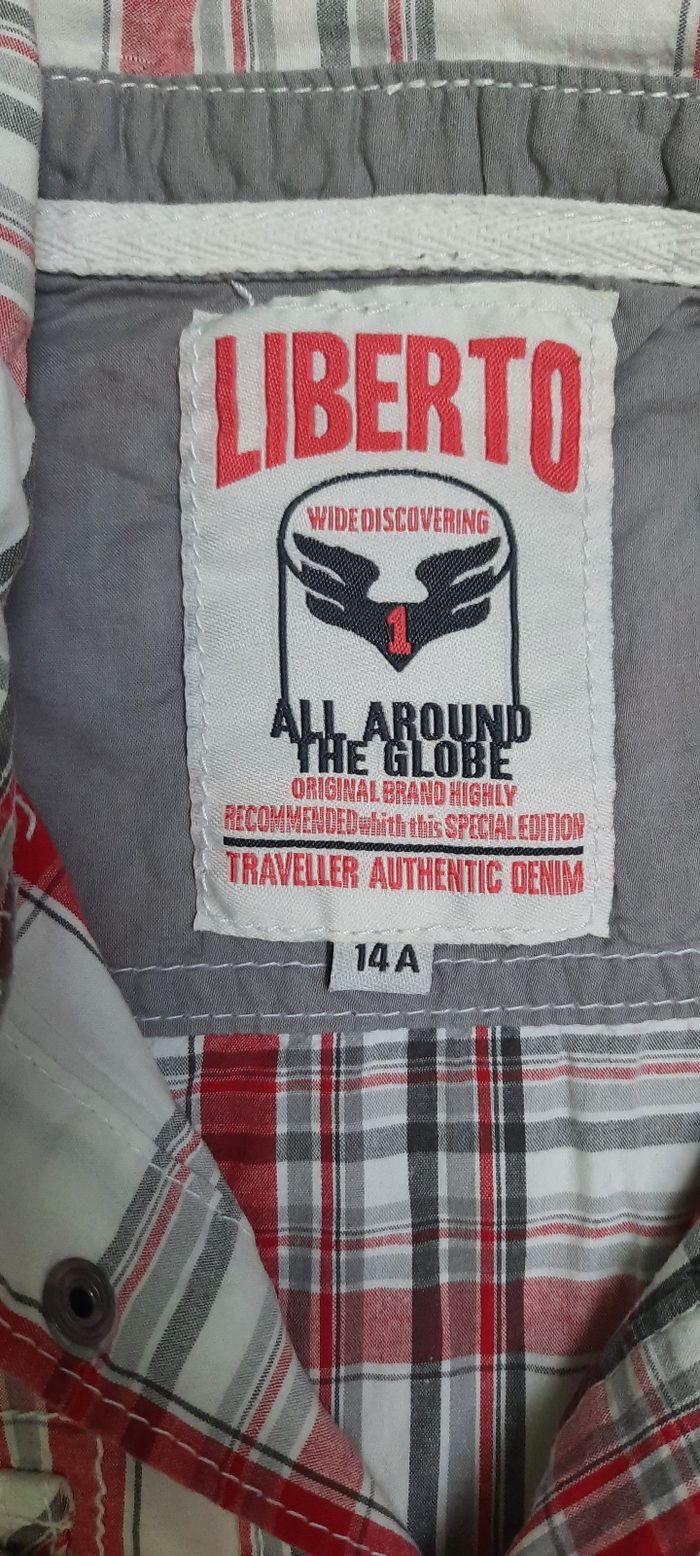 LIBERTO
WIDE DISCOVERING
1
ALL AROUND
THE GLOBE
ORIGINAL BRAND HIGHLY
RECOMMENDED whith this SPECIAL EDITION
TRAVELLER AUTHENTIC DENIM
14 A